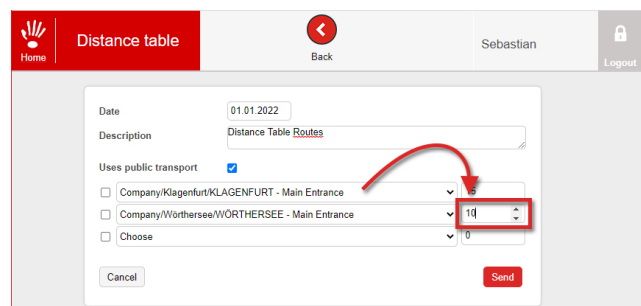 Distance table
Sebastian
Home
Back
Logout
Date 01.01.2022
Description Distance Table Routes
Uses public transport
Company/Klagenfurt/KLAGENFURT - Main Entrance
Company/Wörthersee/WÖRTHERSEE - Main Entrance 10
Choose 0
Cancel Send